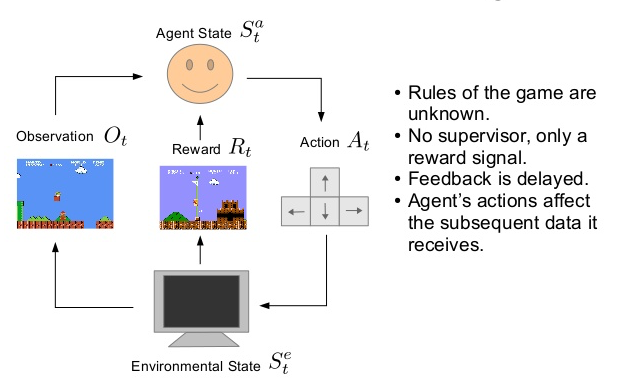 Agent State S_t^a
Observation O_t
Reward R_t
Action A_t
Environmental State S_t^e
• Rules of the game are
unknown.
• No supervisor, only a
reward signal.
• Feedback is delayed.
• Agent's actions affect
the subsequent data it
receives.